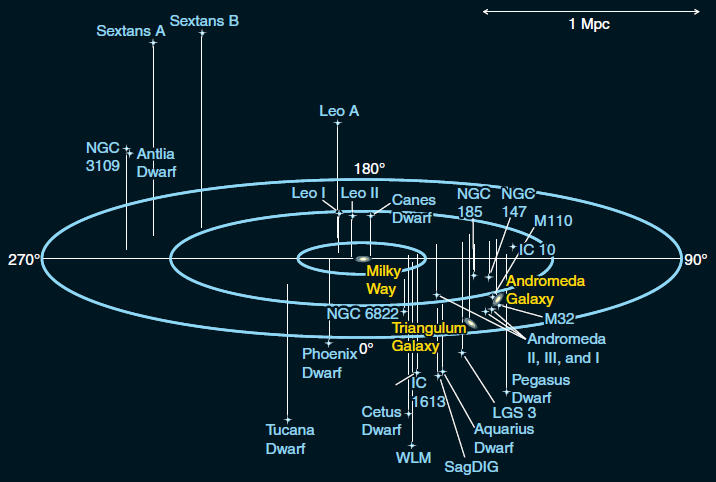 Sextans A
Sextans B
1 Mpc
Leo A
NGC
3109
Antlia
Dwarf
180°
Leo I
Leo II
Canes
Dwarf
NGC
185
NGC
147
M110
IC 10
270°
90°
Milky
Way
Andromeda
Galaxy
NGC 6822
M32
Triangulum
Galaxy
Andromeda
II, III, and I
Phoenix
Dwarf
0°
IC
1613
Pegasus
Dwarf
LGS 3
Cetus
Dwarf
Aquarius
Dwarf
Tucana
Dwarf
WLM
SagDIG